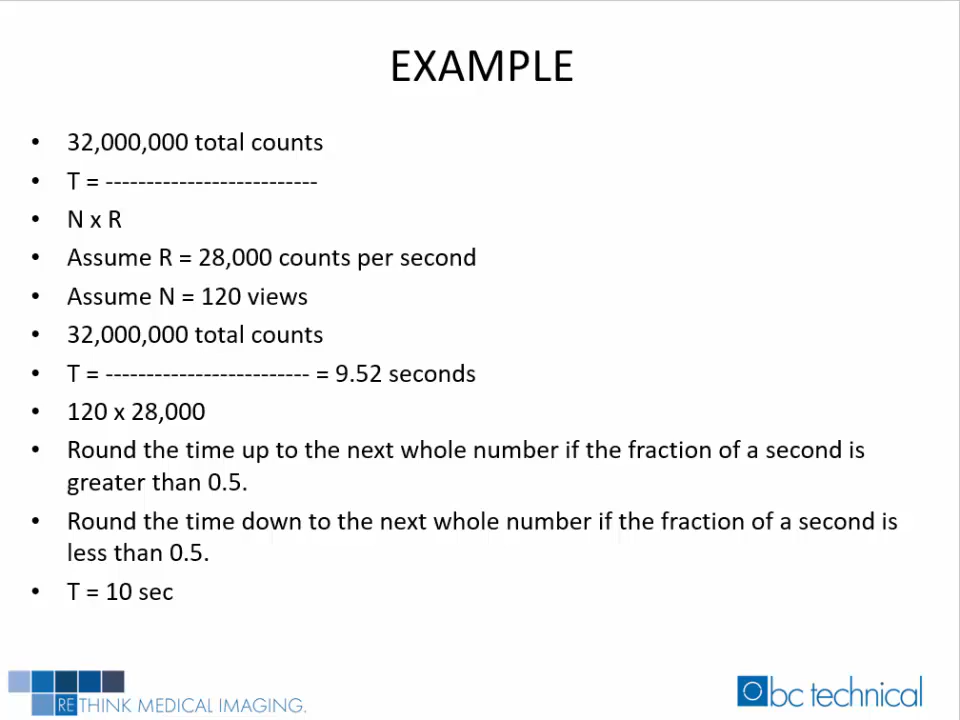 EXAMPLE
• 32,000,000 total counts
• T = --------------------------
• N x R
• Assume R = 28,000 counts per second
• Assume N = 120 views
• 32,000,000 total counts
• T = ------------------------- = 9.52 seconds
• 120 x 28,000
• Round the time up to the next whole number if the fraction of a second is
greater than 0.5.
• Round the time down to the next whole number if the fraction of a second is
less than 0.5.
• T = 10 sec
RETHINK MEDICAL IMAGING.
bc technical